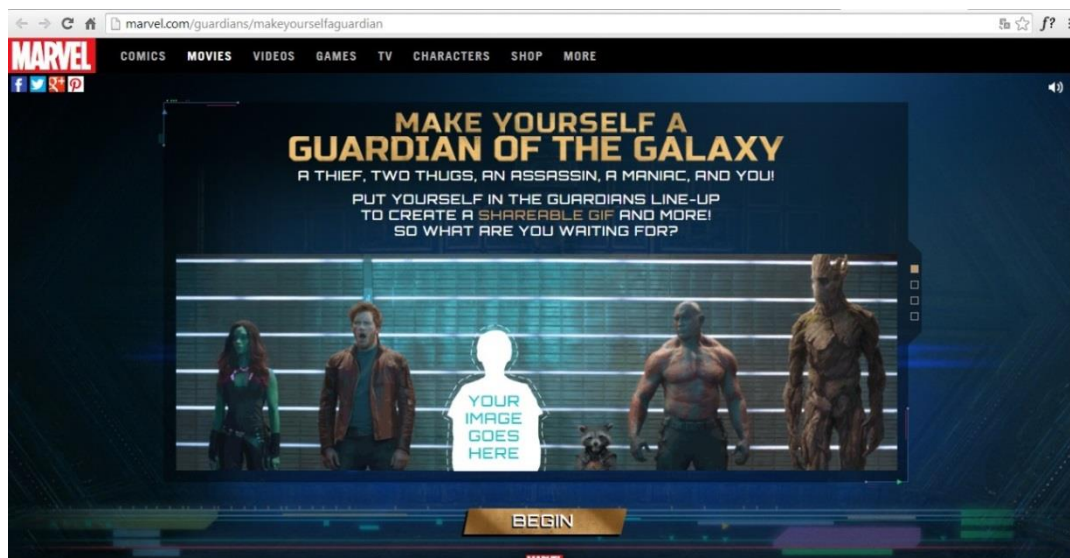 marvel.com/guardians/makeyourselfaguardian
f?
MARVEL
COMICS MOVIES VIDEOS GAMES TV CHARACTERS SHOP MORE
MAKE YOURSELF A
GUARDIAN OF THE GALAXY
A THIEF, TWO THUGS, AN ASSASSIN, A MANIAC, AND YOU!
PUT YOURSELF IN THE GUARDIANS LINE-UP
TO CREATE A SHAREABLE GIF AND MORE!
SO WHAT ARE YOU WAITING FOR?
YOUR
IMAGE
GOES
HERE
BEGIN
MARVEL